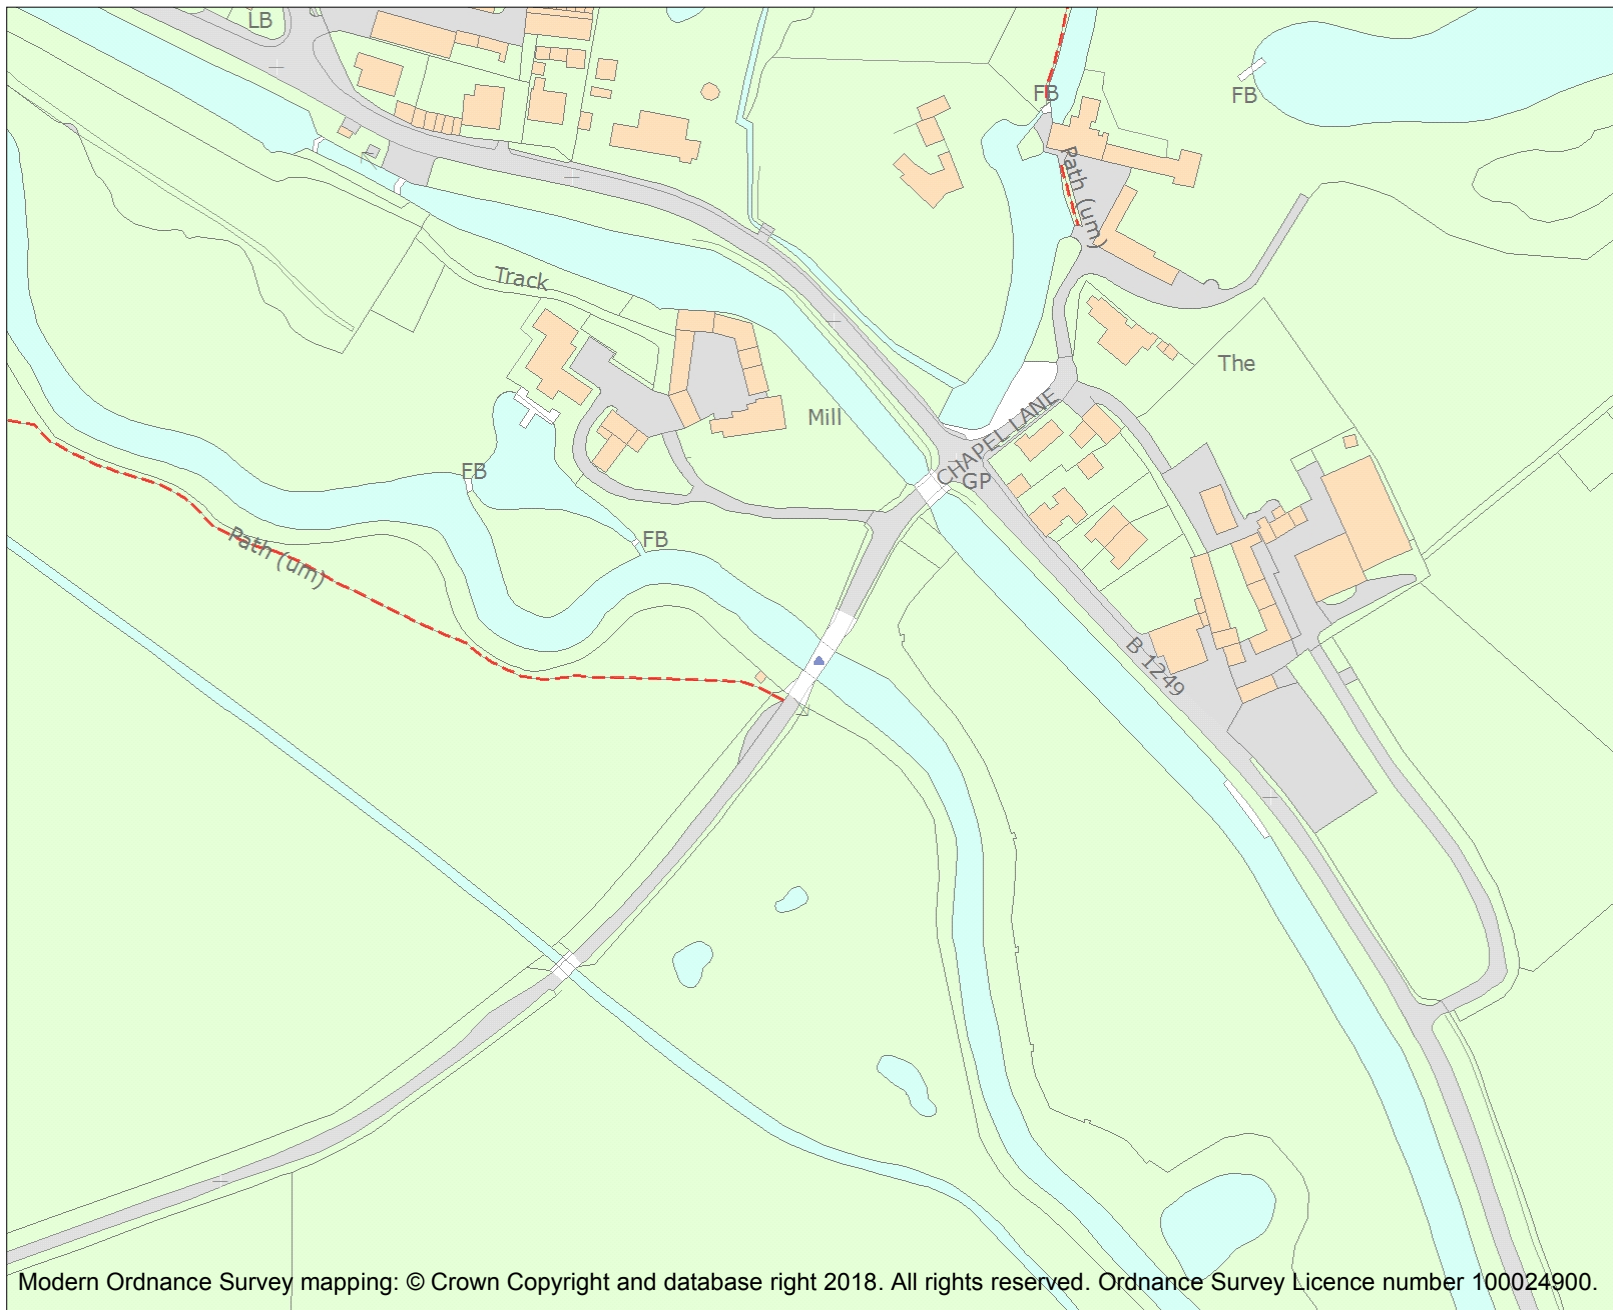 LB
FB
FB
Path (um)
Track
The
CHAPEL LANE
Mill
FB
GP
FB
Path (um)
B 1249
Modern Ordnance Survey mapping: © Crown Copyright and database right 2018. All rights reserved. Ordnance Survey Licence number 100024900.